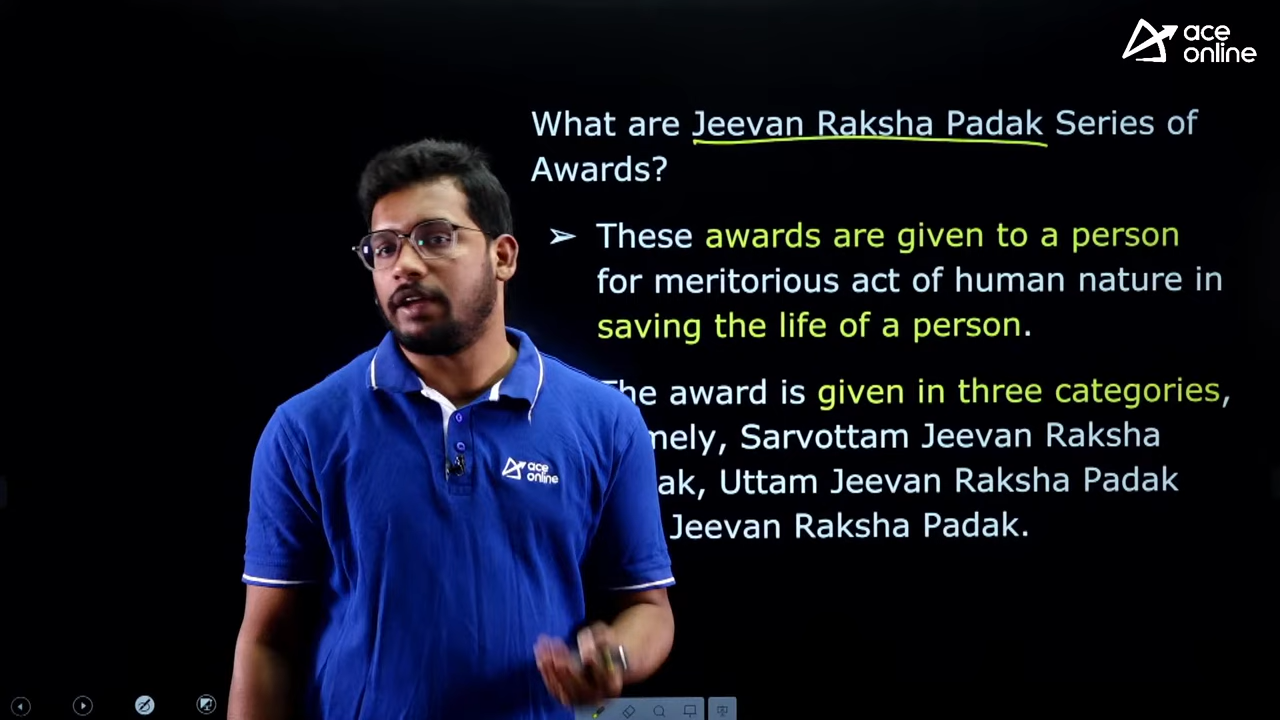 ace
online
What are Jeevan Raksha Padak Series of
Awards?
➢ These awards are given to a person
for meritorious act of human nature in
saving the life of a person.
The award is given in three categories,
mely, Sarvottam Jeevan Raksha
ak, Uttam Jeevan Raksha Padak
Jeevan Raksha Padak.
ace
online